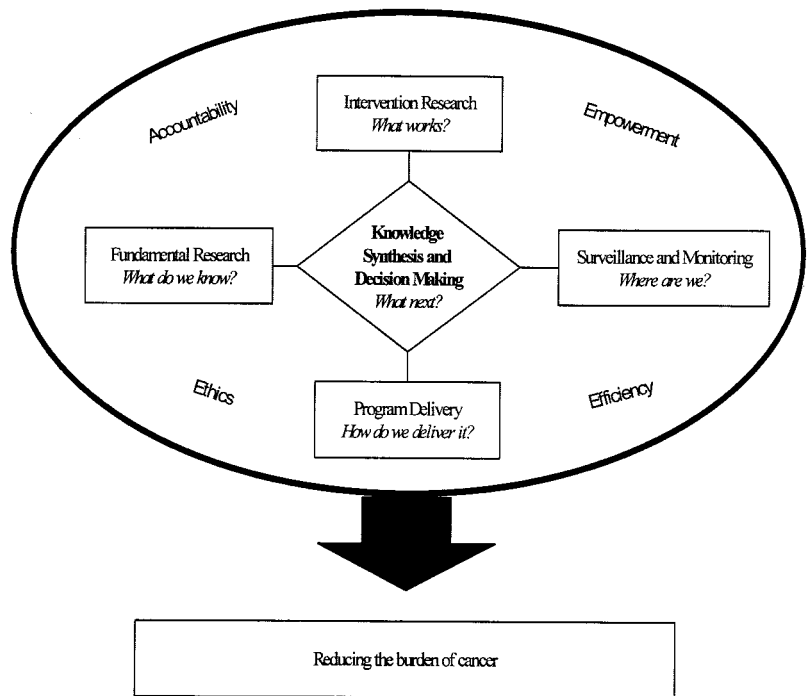 Accountability
Intervention Research
What works?
Empowerment
Fundamental Research
What do we know?
Knowledge
Synthesis and
Decision Making
What next?
Surveillance and Monitoring
Where are we?
Ethics
Program Delivery
How do we deliver it?
Efficiency
Reducing the burden of cancer